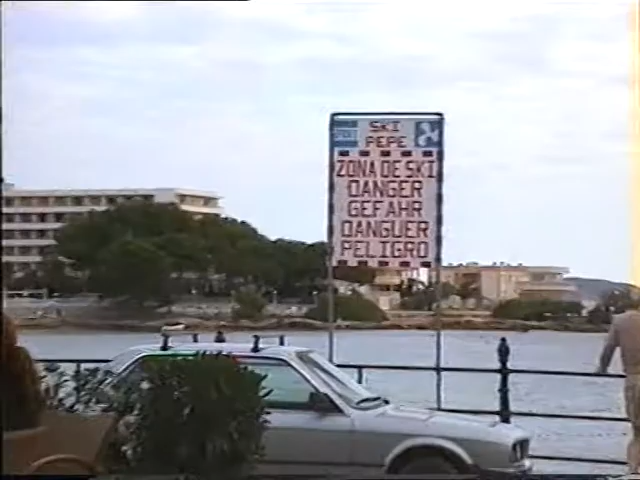 SKI
PEPE
ZONA DE SKI
DANGER
GEFAHR
DANGUER
PELIGRO